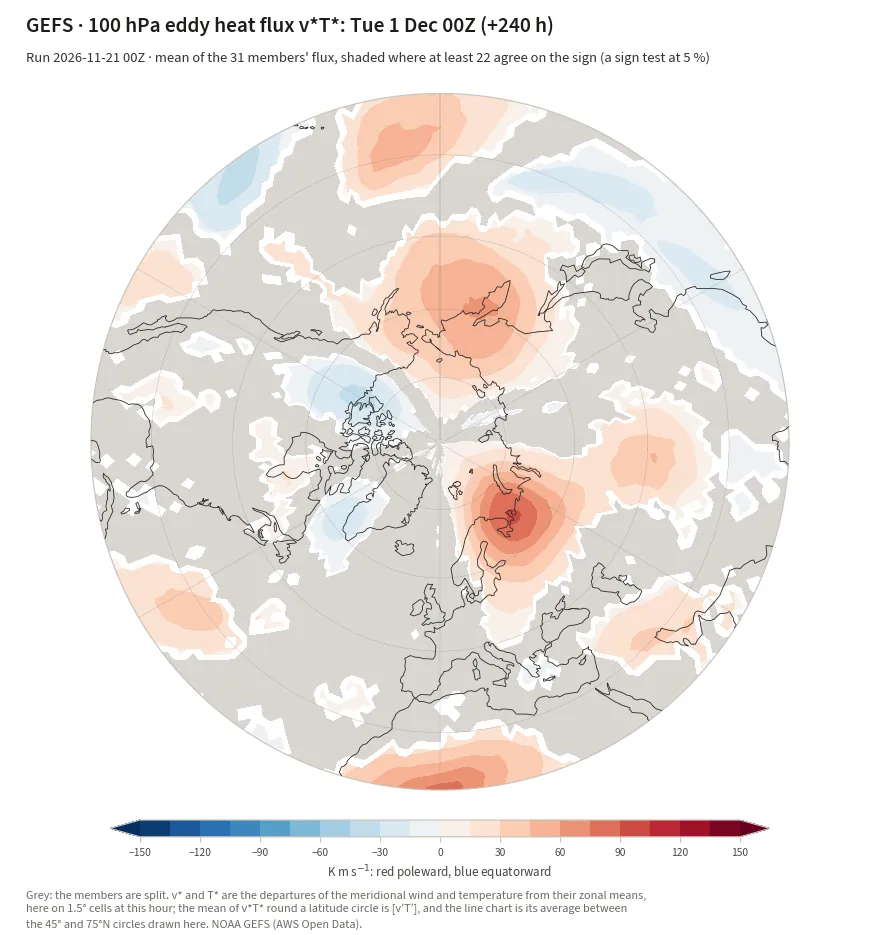 GEFS · 100 hPa eddy heat flux v*T*: Tue 1 Dec 00Z (+240 h)
Run 2026-11-21 00Z · mean of the 31 members' flux, shaded where at least 22 agree on the sign (a sign test at 5 %)
−150 −120 −90 −60 −30 0 30 60 90 120 150
K m s⁻¹: red poleward, blue equatorward
Grey: the members are split. v* and T* are the departures of the meridional wind and temperature from their zonal means,
here on 1.5° cells at this hour; the mean of v*T* round a latitude circle is [v'T'], and the line chart is its average between
the 45° and 75°N circles drawn here. NOAA GEFS (AWS Open Data).